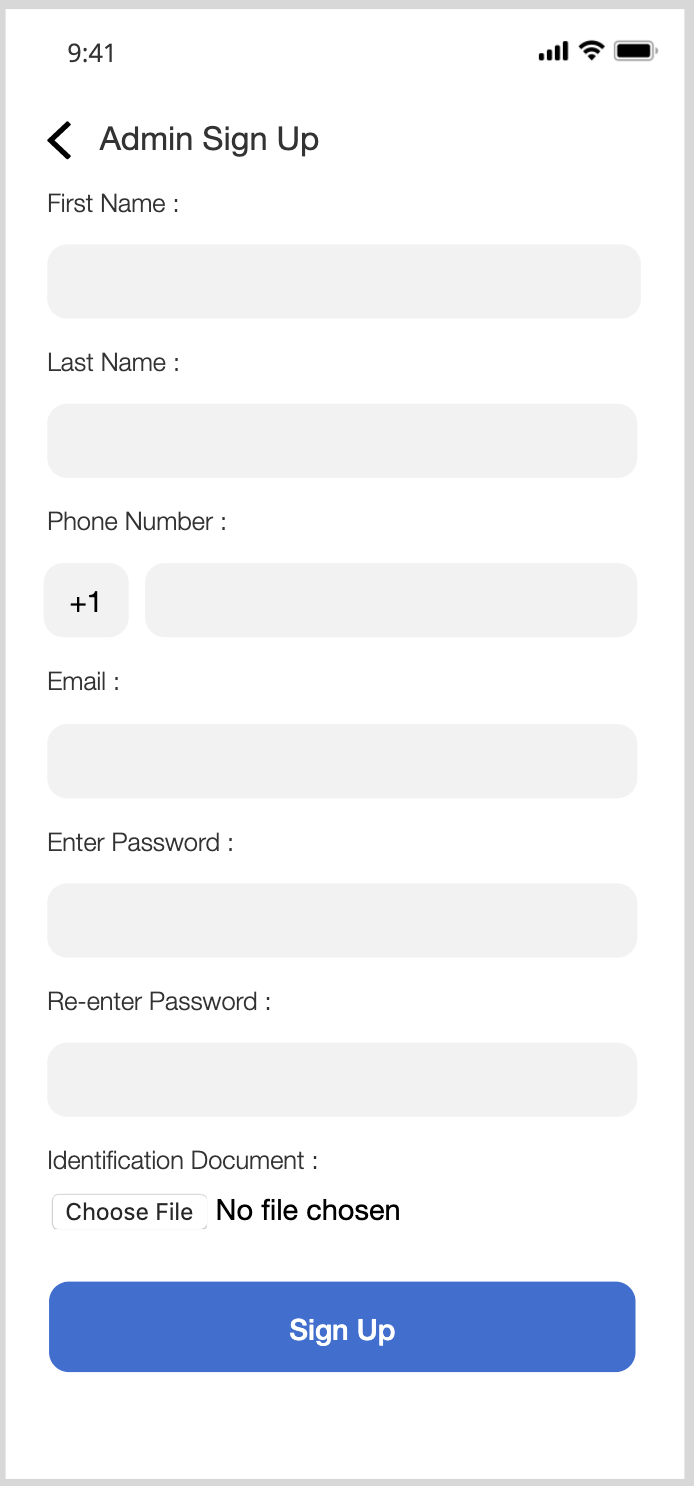 9:41
Admin Sign Up
First Name :
Last Name :
Phone Number :
+1
Email :
Enter Password :
Re-enter Password :
Identification Document :
Choose File No file chosen
Sign Up